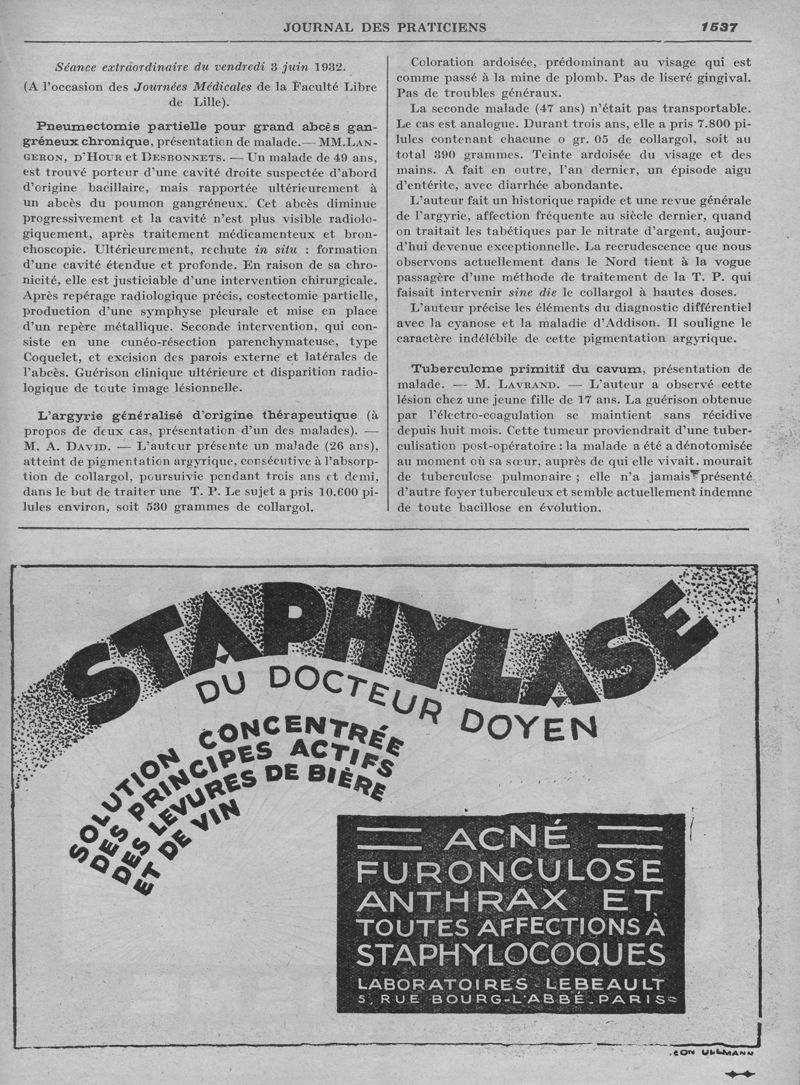 JOURNAL DES PRATICIENS
1537
Séance extraordinaire du vendredi 3 juin 1932.
(A l'occasion des Journées Médicales de la Faculté Libre
de Lille).
Pneumectomie partielle pour grand abcès gan-
gréneux chronique, présentation de malade.— MM. LAN-
GERON, D'HOUR et DESBONNETS. — Un malade de 49 ans,
est trouvé porteur d'une cavité droite suspectée d'abord
d'origine bacillaire, mais rapportée ultérieurement à
un abcès du poumon gangréneux. Cet abcès diminue
progressivement et la cavité n'est plus visible radiolo-
giquement, après traitement médicamenteux et bron-
choscopie. Ultérieurement, rechute in situ : formation
d'une cavité étendue et profonde. En raison de sa chro-
nicité, elle est justiciable d'une intervention chirurgicale.
Après repérage radiologique précis, costectomie partielle,
production d'une symphyse pleurale et mise en place
d'un repère métallique. Seconde intervention, qui con-
siste en une cunéo-résection parenchymateuse, type
Coquelet, et excision des parois externe et latérales de
l'abcès. Guérison clinique ultérieure et disparition radio-
logique de toute image lésionnelle.
L'argyrie généralisé d'origine thérapeutique (à
propos de deux cas, présentation d'un des malades). —
M. A. DAVID. — L'auteur présente un malade (26 ans),
atteint de pigmentation argyrique, consécutive à l'absorp-
tion de collargol, poursuivie pendant trois ans et demi,
dans le but de traiter une T. P. Le sujet a pris 10.600 pi-
lules environ, soit 530 grammes de collargol.
Coloration ardoisée, prédominant au visage qui est
comme passé à la mine de plomb. Pas de liseré gingival.
Pas de troubles généraux.
La seconde malade (47 ans) n'était pas transportable.
Le cas est analogue. Durant trois ans, elle a pris 7.800 pi-
lules contenant chacune 0 gr. 05 de collargol, soit au
total 390 grammes. Teinte ardoisée du visage et des
mains. A fait en outre, l'an dernier, un épisode aigu
d'entérite, avec diarrhée abondante.
L'auteur fait un historique rapide et une revue générale
de l'argyrie, affection fréquente au siècle dernier, quand
on traitait les tabétiques par le nitrate d'argent, aujour-
d'hui devenue exceptionnelle. La recrudescence que nous
observons actuellement dans le Nord tient à la vogue
passagère d'une méthode de traitement de la T. P. qui
faisait intervenir sine die le collargol à hautes doses.
L'auteur précise les éléments du diagnostic différentiel
avec la cyanose et la maladie d'Addison. Il souligne le
caractère indélébile de cette pigmentation argyrique.
Tuberculome primitif du cavum, présentation de
malade. — M. LAVRAND. — L'auteur a observé cette
lésion chez une jeune fille de 17 ans. La guérison obtenue
par l'électro-coagulation se maintient sans récidive
depuis huit mois. Cette tumeur proviendrait d'une tuber-
culisation post-opératoire : la malade a été adénotomisée
au moment où sa sœur, auprès de qui elle vivait, mourait
de tuberculose pulmonaire ; elle n'a jamais présenté
d'autre foyer tuberculeux et semble actuellement indemne
de toute bacillose en évolution.
STAPHYLASE
DU DOCTEUR DOYEN
SOLUTION CONCENTRÉE
DES PRINCIPES ACTIFS
DES LEVURES DE BIÈRE
ET DE VIN
ACNÉ
FURONCULOSE
ANTHRAX ET
TOUTES AFFECTIONS À
STAPHYLOCOQUES
LABORATOIRES LEBEAULT
5, RUE BOURG-L'ABBÉ-PARIS
ULLMANN